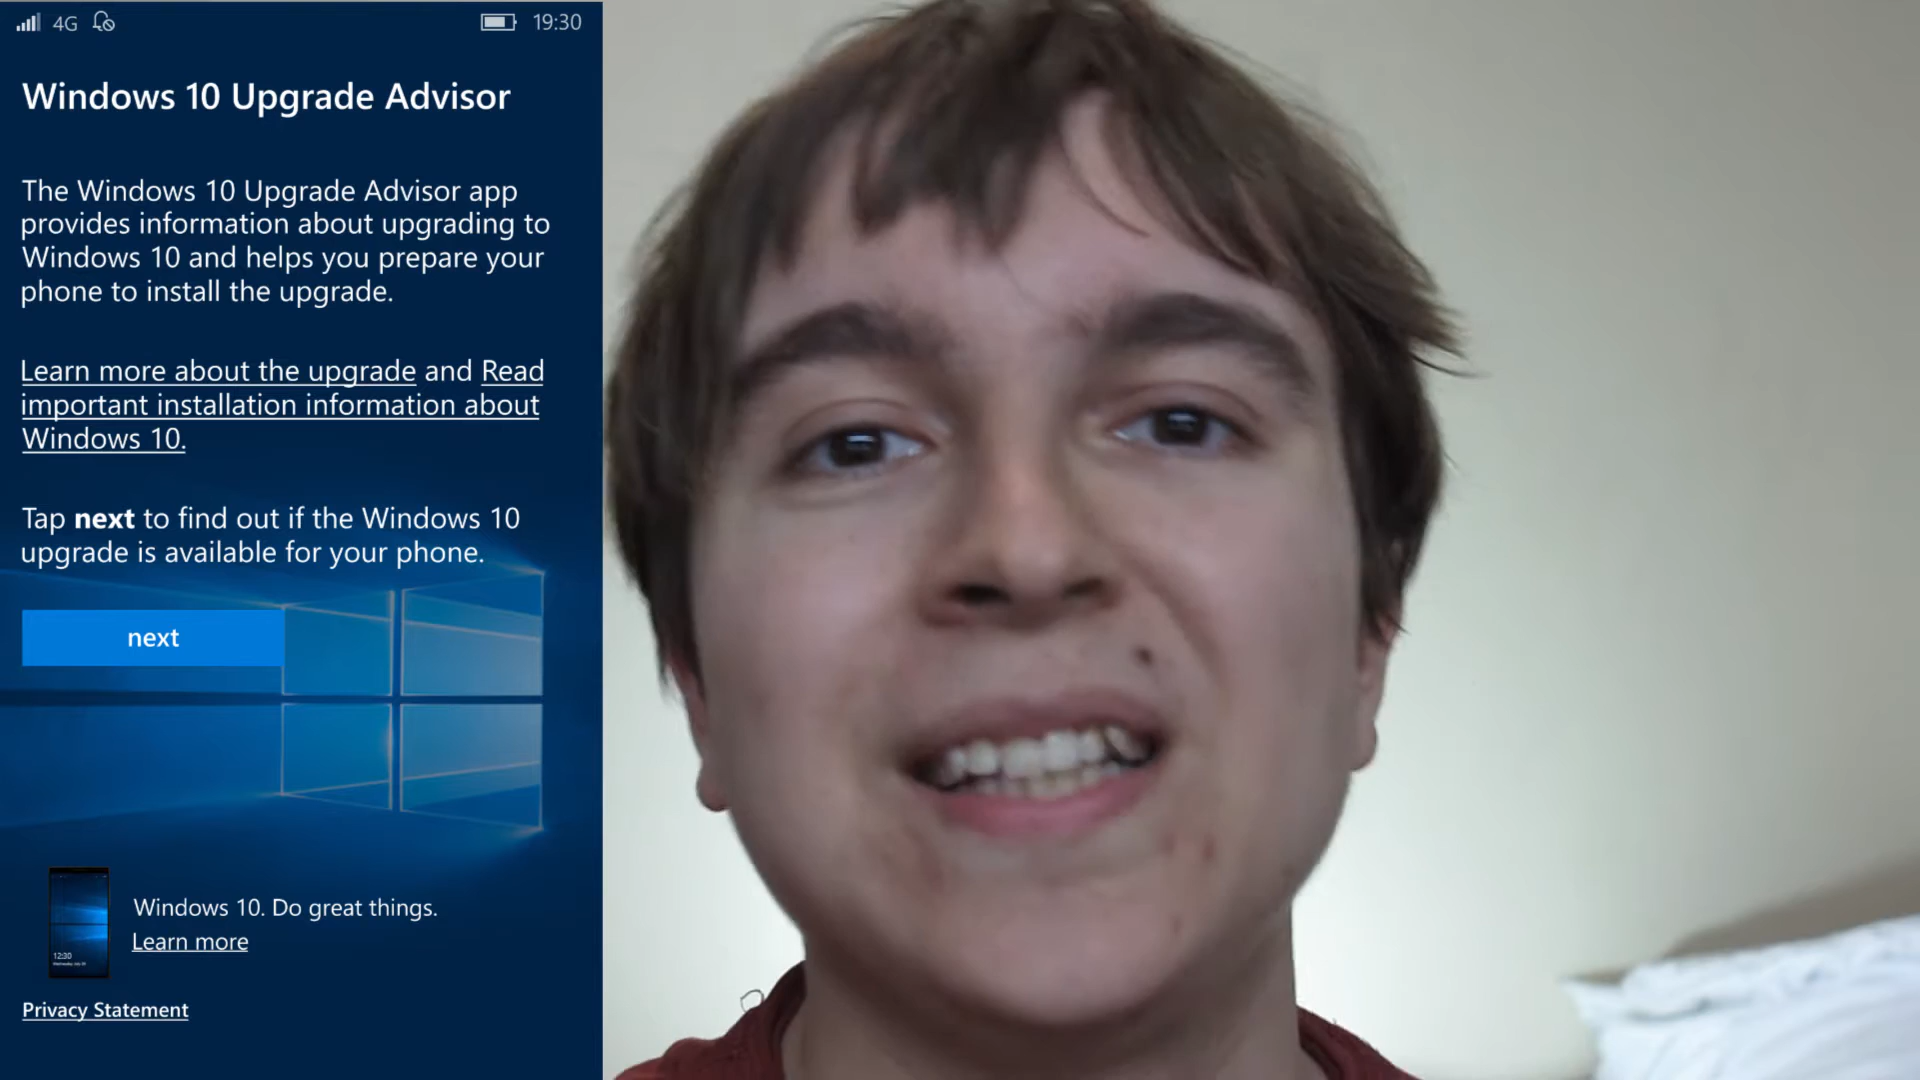 4G 19:30
Windows 10 Upgrade Advisor
The Windows 10 Upgrade Advisor app
provides information about upgrading to
Windows 10 and helps you prepare your
phone to install the upgrade.
Learn more about the upgrade and Read
important installation information about
Windows 10.
Tap next to find out if the Windows 10
upgrade is available for your phone.
next
Windows 10. Do great things.
Learn more
12:30
Privacy Statement